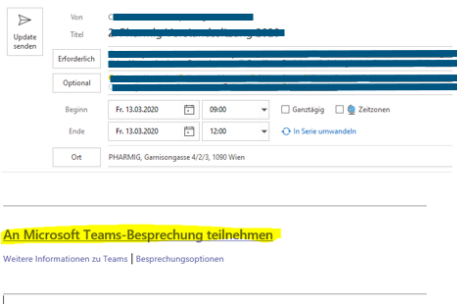 Von
Update senden
Titel
Erforderlich
Optional
Beginn Fr. 13.03.2020 09:00 Ganztägig Zeitzonen
Ende Fr. 13.03.2020 12:00 In Serie umwandeln
Ort PHARMIG, Garnisongasse 4/2/3, 1090 Wien
An Microsoft Teams-Besprechung teilnehmen
Weitere Informationen zu Teams | Besprechungsoptionen